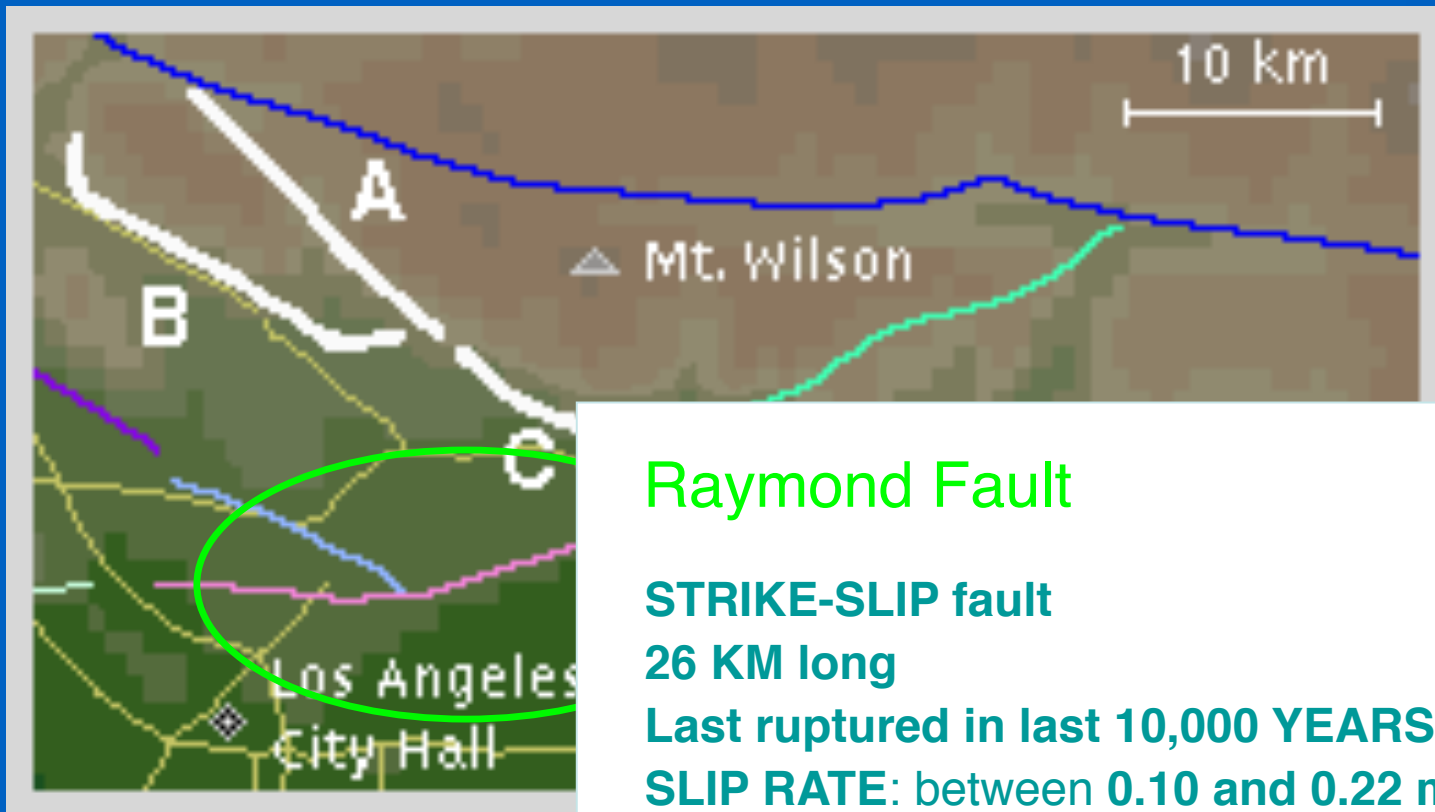 10 km
A
Mt. Wilson
B
C
Raymond Fault
STRIKE-SLIP fault
26 KM long
Last ruptured in last 10,000 YEARS
Los Angeles
City Hall
SLIP RATE: between 0.10 and 0.22